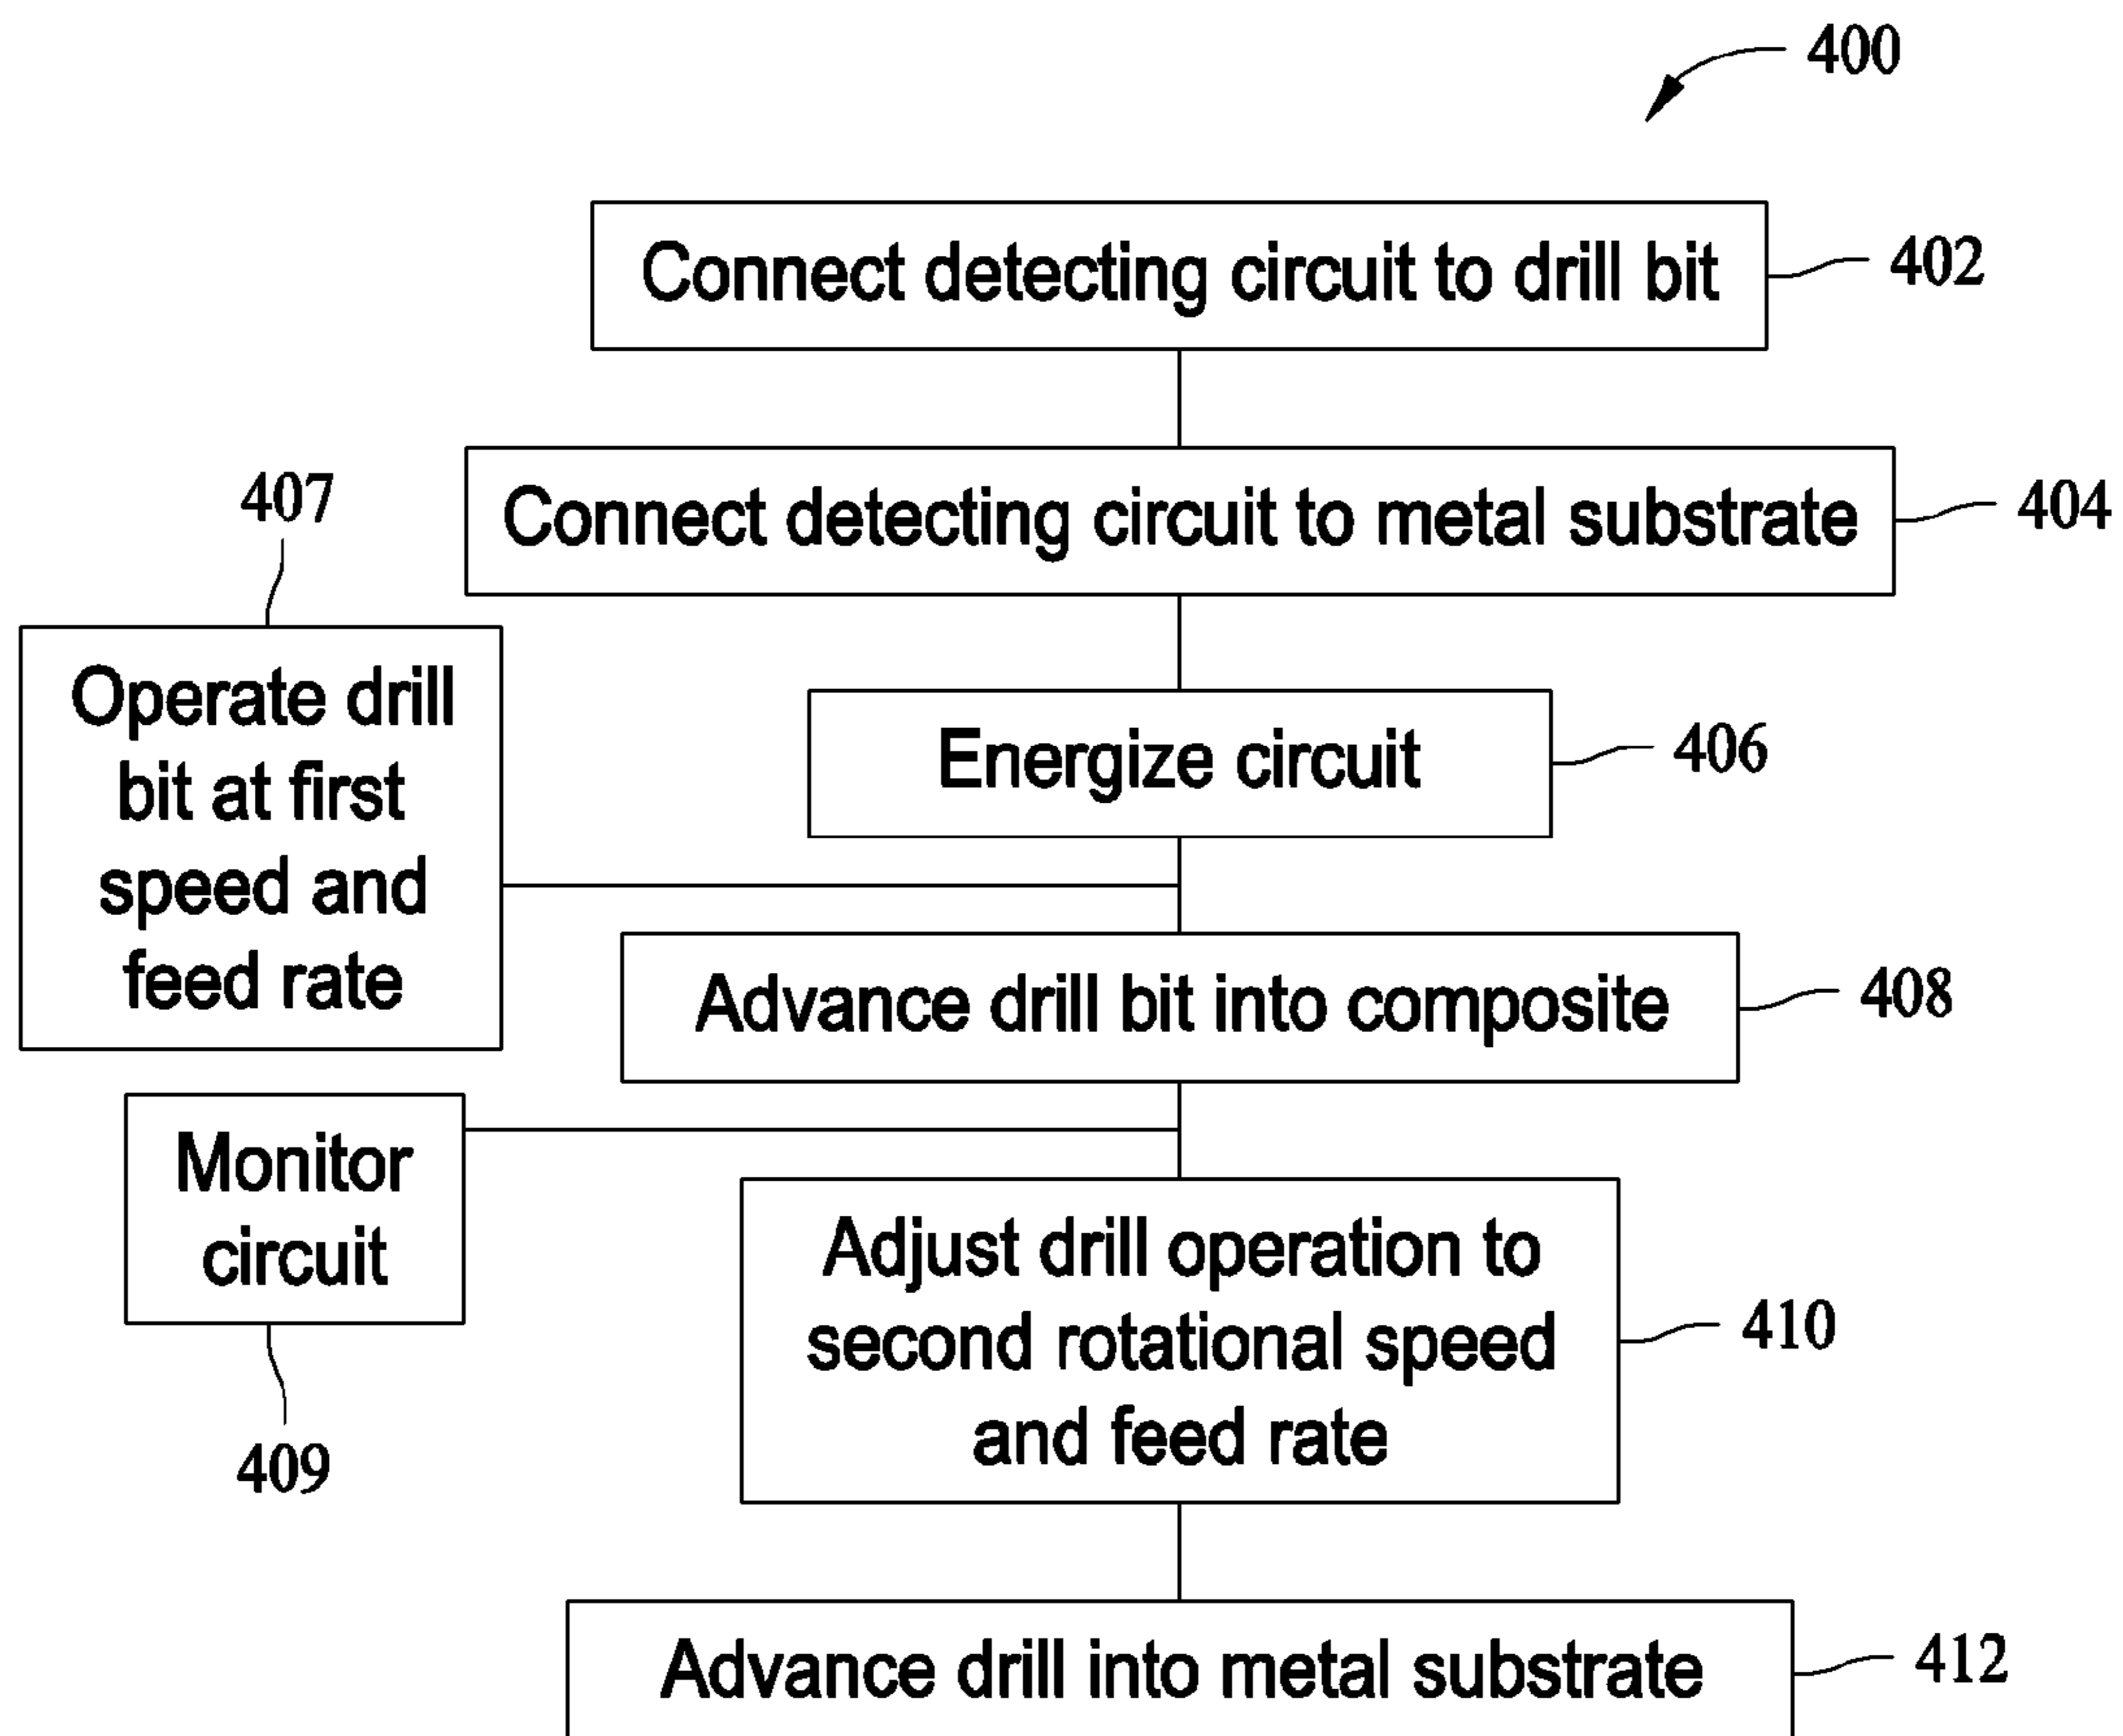 400
Connect detecting circuit to drill bit
402
Connect detecting circuit to metal substrate
404
407
Operate drill
bit at first
speed and
feed rate
Energize circuit
406
Advance drill bit into composite
408
Monitor
circuit
409
Adjust drill operation to
second rotational speed
and feed rate
410
Advance drill into metal substrate
412